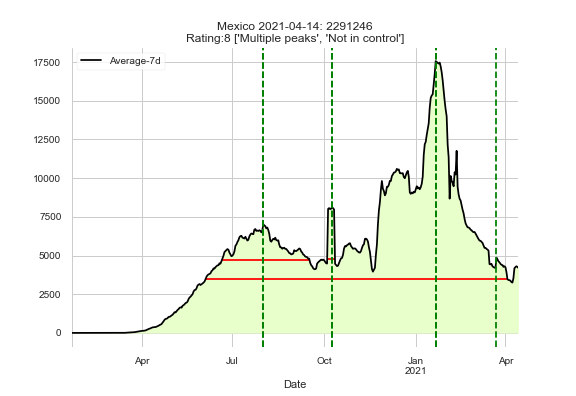 Mexico 2021-04-14: 2291246
Rating:8 ['Multiple peaks', 'Not in control']
Average-7d
17500
15000
12500
10000
7500
5000
2500
0
Apr
Jul
Oct
Jan
2021
Apr
Date